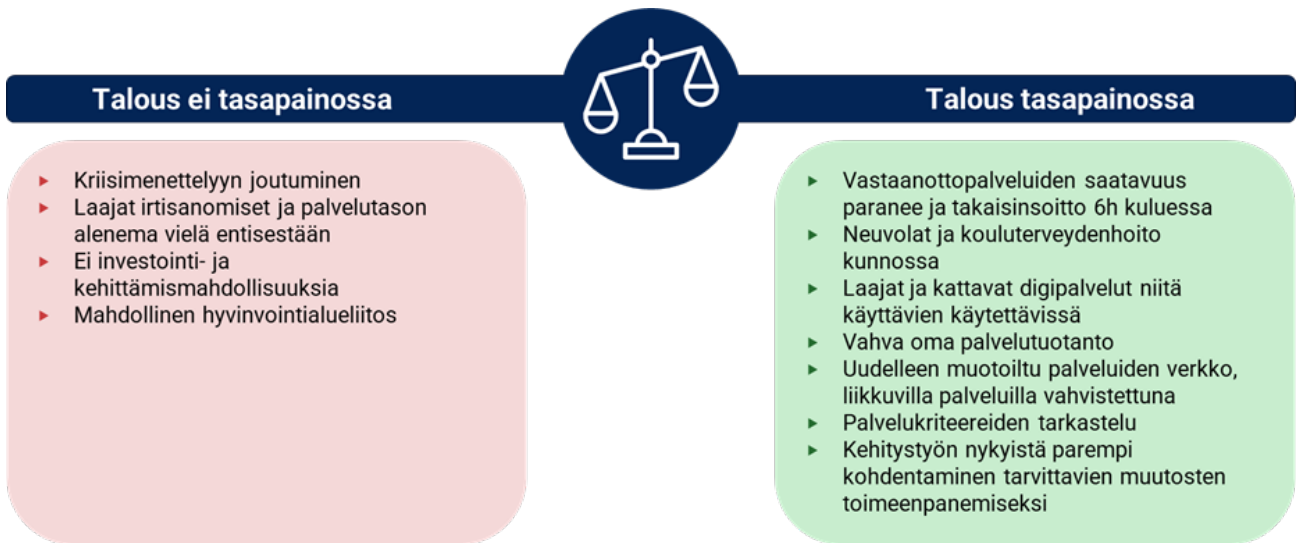 Talous ei tasapainossa
Kriisimenettelyyn joutuminen
Laajat irtisanomiset ja palvelutason
alenema vielä entisestään
Ei investointi- ja
kehittämismahdollisuuksia
Mahdollinen hyvinvointialueliitos
Talous tasapainossa
Vastaanottopalveluiden saatavuus
paranee ja takaisinsoitto 6h kuluessa
Neuvolat ja kouluterveydenhoito
kunnossa
Laajat ja kattavat digipalvelut niitä
käyttävien käytettävissä
Vahva oma palvelutuotanto
Uudelleen muotoiltu palveluiden verkko,
liikkuvilla palveluilla vahvistettuna
Palvelukriteereiden tarkastelu
Kehitystyön nykyistä parempi
kohdentaminen tarvittavien muutosten
toimeenpanemiseksi